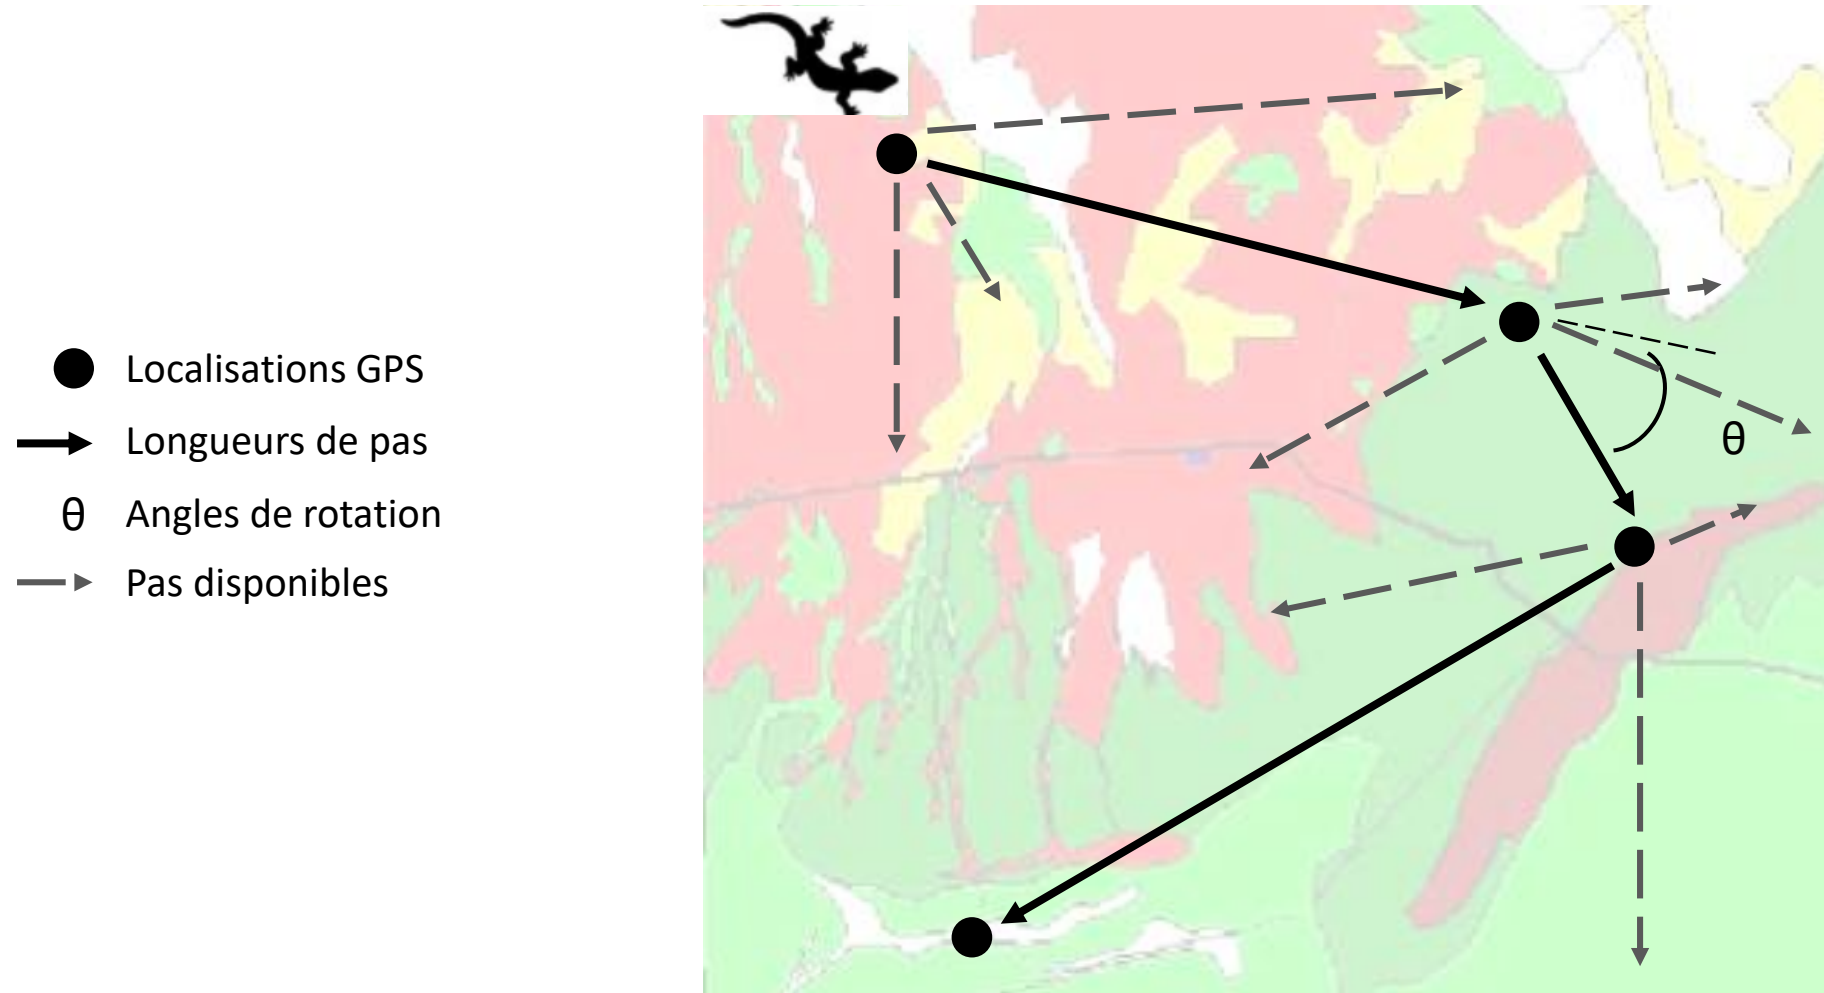 Localisations GPS
Longueurs de pas
θ Angles de rotation
Pas disponibles
θ